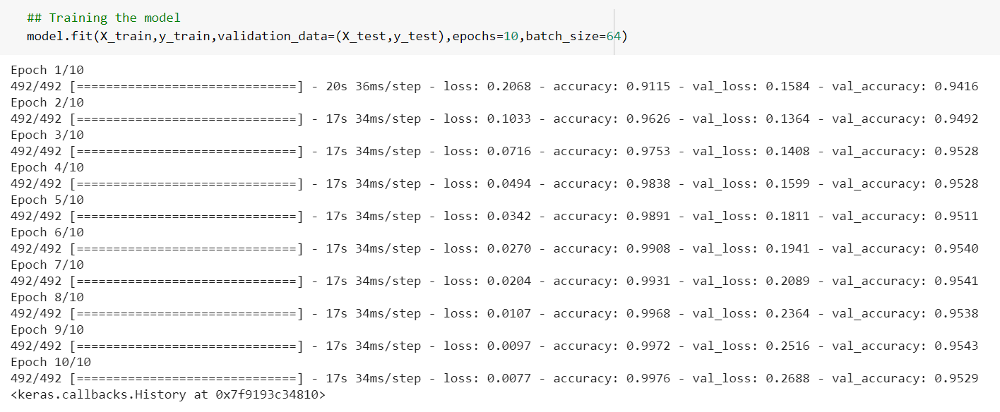 ## Training the model
model.fit(X_train,y_train,validation_data=(X_test,y_test),epochs=10,batch_size=64)
Epoch 1/10
492/492 [==============================] - 20s 36ms/step - loss: 0.2068 - accuracy: 0.9115 - val_loss: 0.1584 - val_accuracy: 0.9416
Epoch 2/10
492/492 [==============================] - 17s 34ms/step - loss: 0.1033 - accuracy: 0.9626 - val_loss: 0.1364 - val_accuracy: 0.9492
Epoch 3/10
492/492 [==============================] - 17s 34ms/step - loss: 0.0716 - accuracy: 0.9753 - val_loss: 0.1408 - val_accuracy: 0.9528
Epoch 4/10
492/492 [==============================] - 17s 34ms/step - loss: 0.0494 - accuracy: 0.9838 - val_loss: 0.1599 - val_accuracy: 0.9528
Epoch 5/10
492/492 [==============================] - 17s 34ms/step - loss: 0.0342 - accuracy: 0.9891 - val_loss: 0.1811 - val_accuracy: 0.9511
Epoch 6/10
492/492 [==============================] - 17s 34ms/step - loss: 0.0270 - accuracy: 0.9908 - val_loss: 0.1941 - val_accuracy: 0.9540
Epoch 7/10
492/492 [==============================] - 17s 34ms/step - loss: 0.0204 - accuracy: 0.9931 - val_loss: 0.2089 - val_accuracy: 0.9541
Epoch 8/10
492/492 [==============================] - 17s 34ms/step - loss: 0.0107 - accuracy: 0.9968 - val_loss: 0.2364 - val_accuracy: 0.9538
Epoch 9/10
492/492 [==============================] - 17s 34ms/step - loss: 0.0097 - accuracy: 0.9972 - val_loss: 0.2516 - val_accuracy: 0.9543
Epoch 10/10
492/492 [==============================] - 17s 34ms/step - loss: 0.0077 - accuracy: 0.9976 - val_loss: 0.2688 - val_accuracy: 0.9529
<keras.callbacks.History at 0x7f9193c34810>